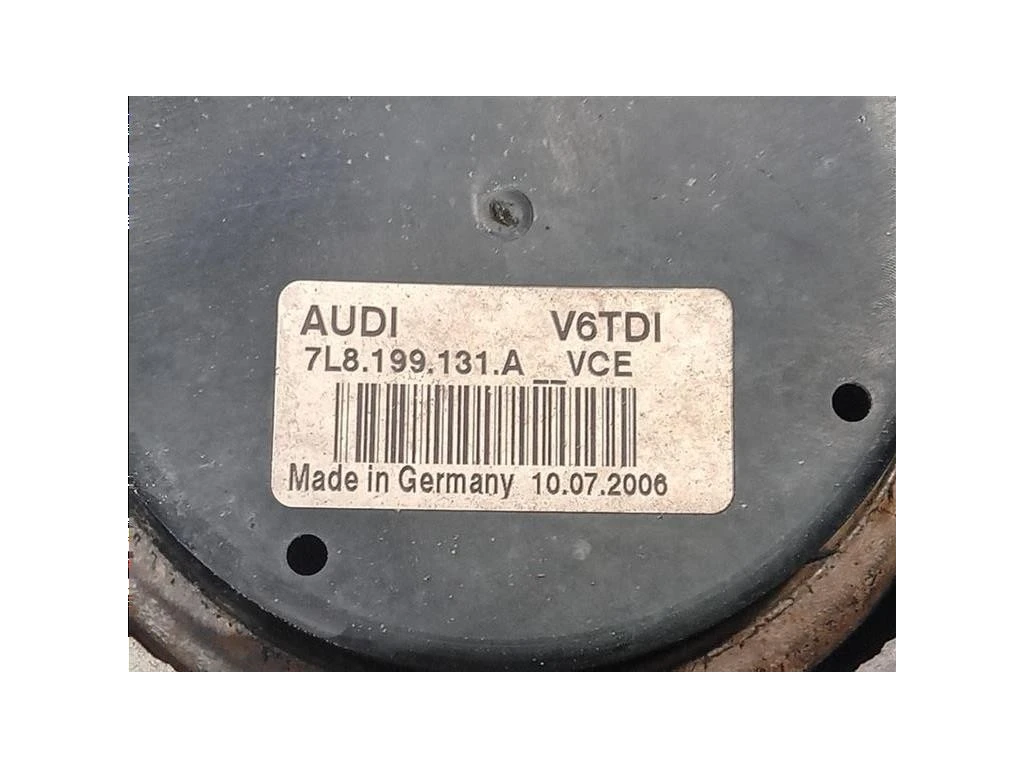 AUDI V6TDI
7L8.199.131.A __VCE
Made in Germany 10.07.2006